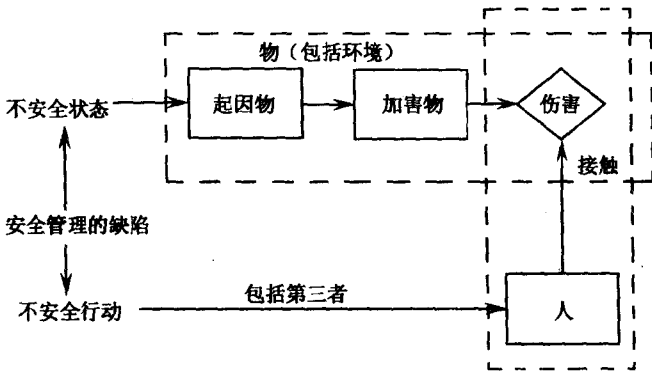 物（包括环境）
不安全状态
起因物
加害物
伤害
接触
安全管理的缺陷
不安全行动
包括第三者
人